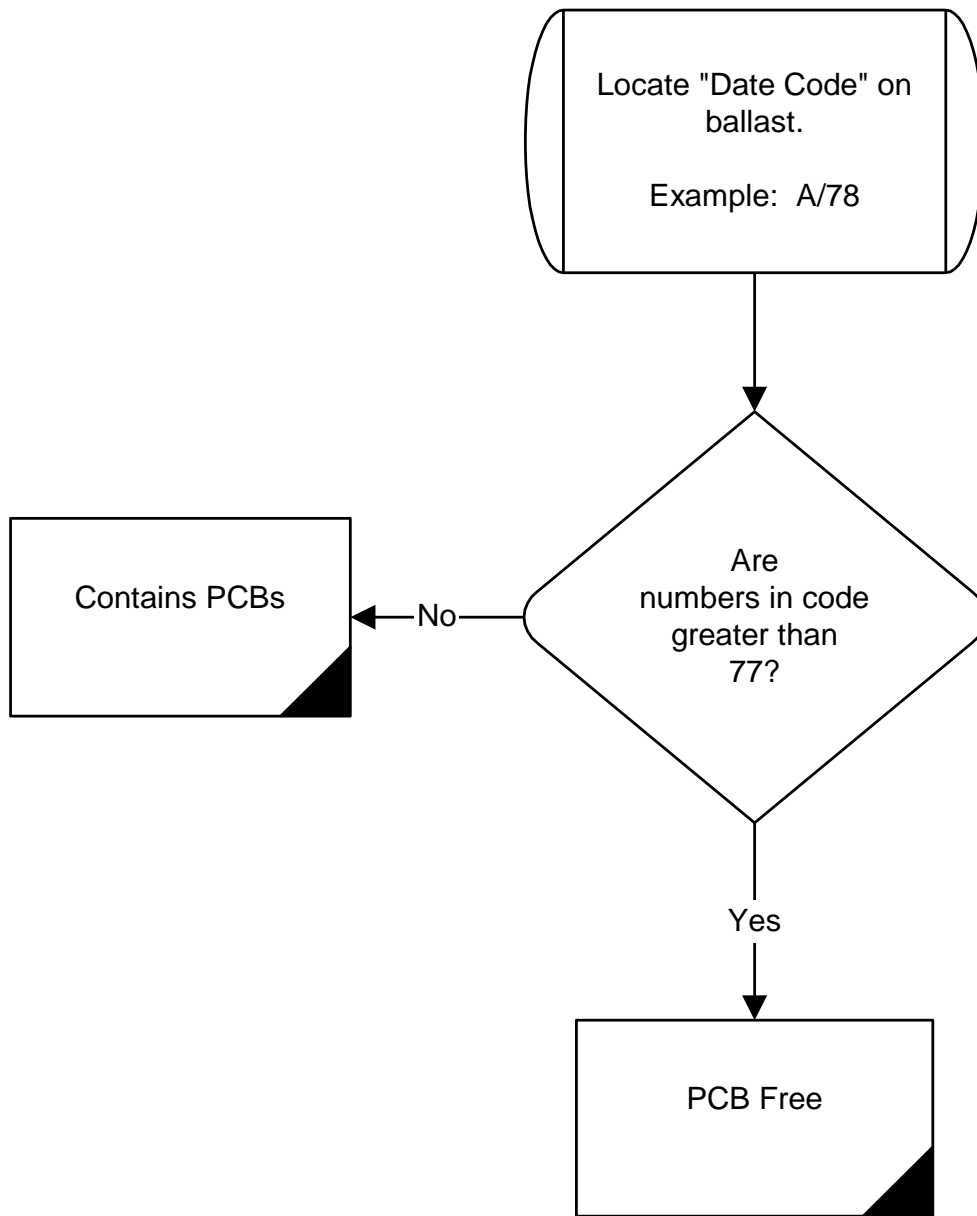 Locate "Date Code" on
ballast.
Example:  A/78
Are
numbers in code
greater than
77?
No
Contains PCBs
Yes
PCB Free